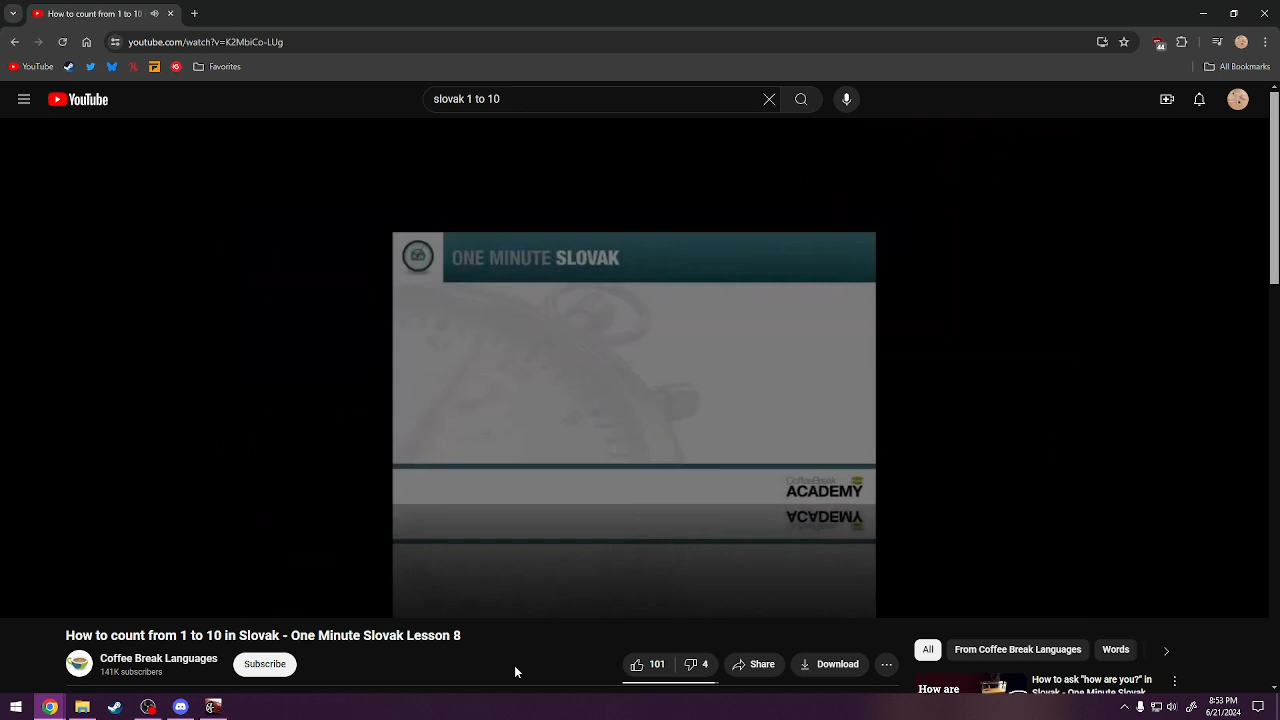 How to count from 1 to 10
youtube.com/watch?v=K2MbiCo-LUg
44
YouTube
Favorites
All Bookmarks
YouTube
slovak 1 to 10
ONE MINUTE SLOVAK
CoffeeBreak
ACADEMY
ACADEMY
How to count from 1 to 10 in Slovak - One Minute Slovak Lesson 8
Coffee Break Languages
141K subscribers
Subscribe
101
4
Share
Download
All
From Coffee Break Languages
Words
How are
How to ask "how are you?" in
Slovak - One Minute Slovak
8:53 PM
6/21/2024